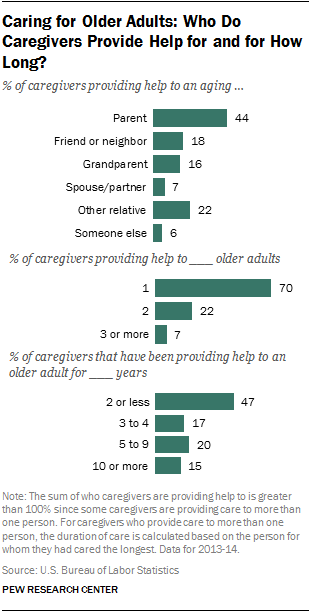 Caring for Older Adults: Who Do
Caregivers Provide Help for and for How
Long?
% of caregivers providing help to an aging ...
Parent 44
Friend or neighbor 18
Grandparent 16
Spouse/partner 7
Other relative 22
Someone else 6
% of caregivers providing help to ___ older adults
1 70
2 22
3 or more 7
% of caregivers that have been providing help to an
older adult for ___ years
2 or less 47
3 to 4 17
5 to 9 20
10 or more 15
Note: The sum of who caregivers are providing help to is greater
than 100% since some caregivers are providing care to more than
one person. For caregivers who provide care to more than one
person, the duration of care is calculated based on the person for
whom they had cared the longest. Data for 2013-14.
Source: U.S. Bureau of Labor Statistics
PEW RESEARCH CENTER